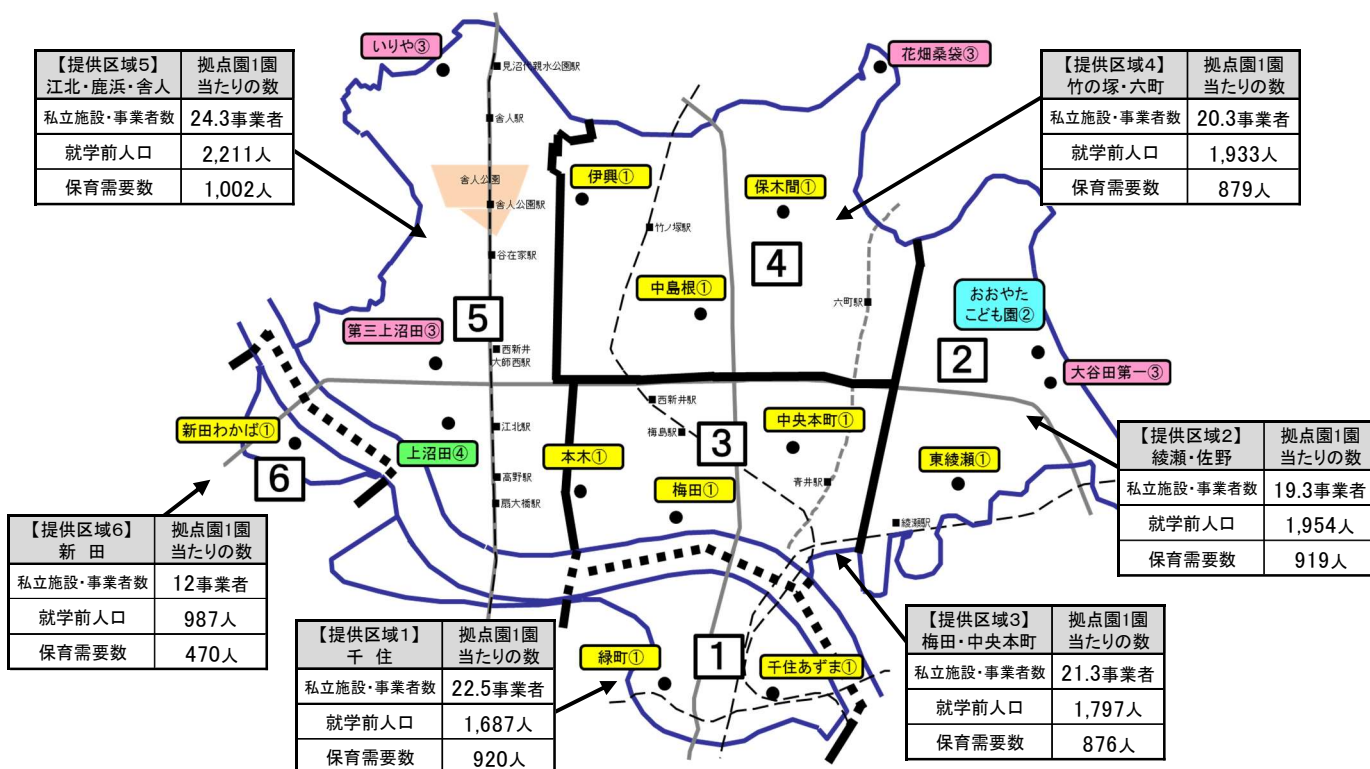 いりや③
花畑桑袋③
【提供区域5】
江北・鹿浜・舎人
拠点園1園
当たりの数
私立施設・事業者数 24.3事業者
就学前人口 2,211人
保育需要数 1,002人
【提供区域4】
竹の塚・六町
拠点園1園
当たりの数
私立施設・事業者数 20.3事業者
就学前人口 1,933人
保育需要数 879人
見沼代親水公園駅
舎人駅
舎人公園
舎人公園駅
谷在家駅
伊興①
保木間①
竹ノ塚駅
4
中島根①
六町駅
おおやた
こども園②
5
第三上沼田③
西新井
大師西駅
2
大谷田第一③
西新井駅
梅島駅
3
中央本町①
新田わかば①
上沼田④
江北駅
6
本木①
高野駅
扇大橋駅
梅田①
青井駅
東綾瀬①
綾瀬駅
【提供区域2】
綾瀬・佐野
拠点園1園
当たりの数
私立施設・事業者数 19.3事業者
就学前人口 1,954人
保育需要数 919人
【提供区域6】
新 田
拠点園1園
当たりの数
私立施設・事業者数 12事業者
就学前人口 987人
保育需要数 470人
【提供区域1】
千 住
拠点園1園
当たりの数
私立施設・事業者数 22.5事業者
就学前人口 1,687人
保育需要数 920人
緑町①
1
千住あずま①
【提供区域3】
梅田・中央本町
拠点園1園
当たりの数
私立施設・事業者数 21.3事業者
就学前人口 1,797人
保育需要数 876人